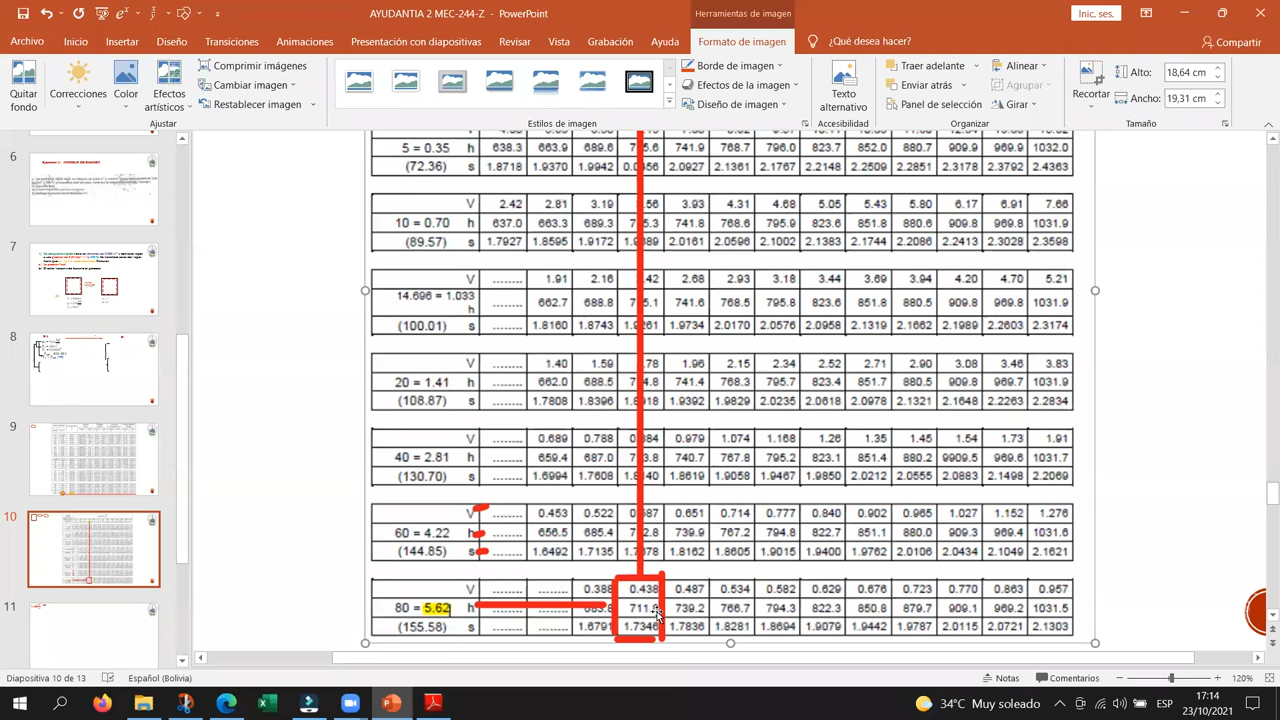 AYUDANTIA 2 MEC-244-Z - PowerPoint
Herramientas de imagen
Inic. ses.
Archivo Inicio Insertar Diseño Transiciones Animaciones Presentación con diapositivas Revisar Vista Grabación Ayuda Formato de imagen ¿Qué desea hacer? Compartir
Quitar fondo
Correcciones
Color
Efectos artísticos
Comprimir imágenes
Cambiar imagen
Restablecer imagen
Ajustar
Estilos de imagen
Borde de imagen
Efectos de la imagen
Diseño de imagen
Texto alternativo
Accesibilidad
Traer adelante
Enviar atrás
Panel de selección
Alinear
Agrupar
Girar
Organizar
Recortar
Alto: 18,64 cm
Ancho: 19,31 cm
Tamaño
6
7
8
9
10
11
5 = 0.35 h 638.3 663.9 689.6 741.9 768.7 796.0 823.7 852.0 880.7 909.9 969.9 1032.0
(72.36) s 1.8718 1.9370 1.9942 2.0927 2.1361 2.1767 2.2148 2.2509 2.2851 2.3178 2.3792 2.4363
V 2.42 2.81 3.19 3.93 4.31 4.68 5.05 5.43 5.80 6.17 6.91 7.66
10 = 0.70 h 637.0 663.3 689.3 741.8 768.6 795.9 823.6 851.8 880.6 909.8 969.8 1031.9
(89.57) s 1.7927 1.8595 1.9172 2.0161 2.0596 2.1002 2.1383 2.1744 2.2086 2.2413 2.3028 2.3598
V ........ 1.91 2.16 2.68 2.93 3.18 3.44 3.69 3.94 4.20 4.70 5.21
14.696 = 1.033 h ........ 662.7 688.8 741.6 768.5 795.8 823.6 851.8 880.5 909.8 969.8 1031.9
(100.01) s ........ 1.8160 1.8743 1.9734 2.0170 2.0576 2.0958 2.1319 2.1662 2.1989 2.2603 2.3174
V ........ 1.40 1.59 1.96 2.15 2.34 2.52 2.71 2.90 3.08 3.46 3.83
20 = 1.41 h ........ 662.0 688.5 741.4 768.3 795.7 823.4 851.7 880.5 909.8 969.7 1031.9
(108.87) s ........ 1.7808 1.8396 1.9392 1.9829 2.0235 2.0618 2.0978 2.1321 2.1648 2.2263 2.2834
V ........ 0.689 0.788 0.979 1.074 1.168 1.26 1.35 1.45 1.54 1.73 1.91
40 = 2.81 h ........ 659.4 687.0 740.7 767.8 795.2 823.1 851.4 880.2 9909.5 969.6 1031.7
(130.70) s ........ 1.6994 1.7608 1.8619 1.9058 1.9467 1.9850 2.0212 2.0555 2.0883 2.1498 2.2069
V ........ 0.453 0.522 0.651 0.714 0.777 0.840 0.902 0.965 1.027 1.152 1.276
60 = 4.22 h ........ 656.5 685.4 739.9 767.2 794.8 822.7 851.1 880.0 909.3 969.4 1031.6
(144.85) s ........ 1.6492 1.7135 1.8162 1.8605 1.9015 1.9400 1.9762 2.0106 2.0434 2.1049 2.1621
V ........ ........ 0.388 0.438 0.487 0.534 0.582 0.629 0.676 0.723 0.770 0.863 0.957
80 = 5.62 h ........ ........ 739.2 766.7 794.3 822.3 850.8 879.7 909.1 969.2 1031.5
(155.58) s ........ ........ 1.6791 1.7346 1.7836 1.8281 1.8694 1.9079 1.9442 1.9787 2.0115 2.0721 2.1303
Diapositiva 10 de 13 Español (Bolivia) Notas Comentarios 120%
34°C Muy soleado ESP 17:14
23/10/2021